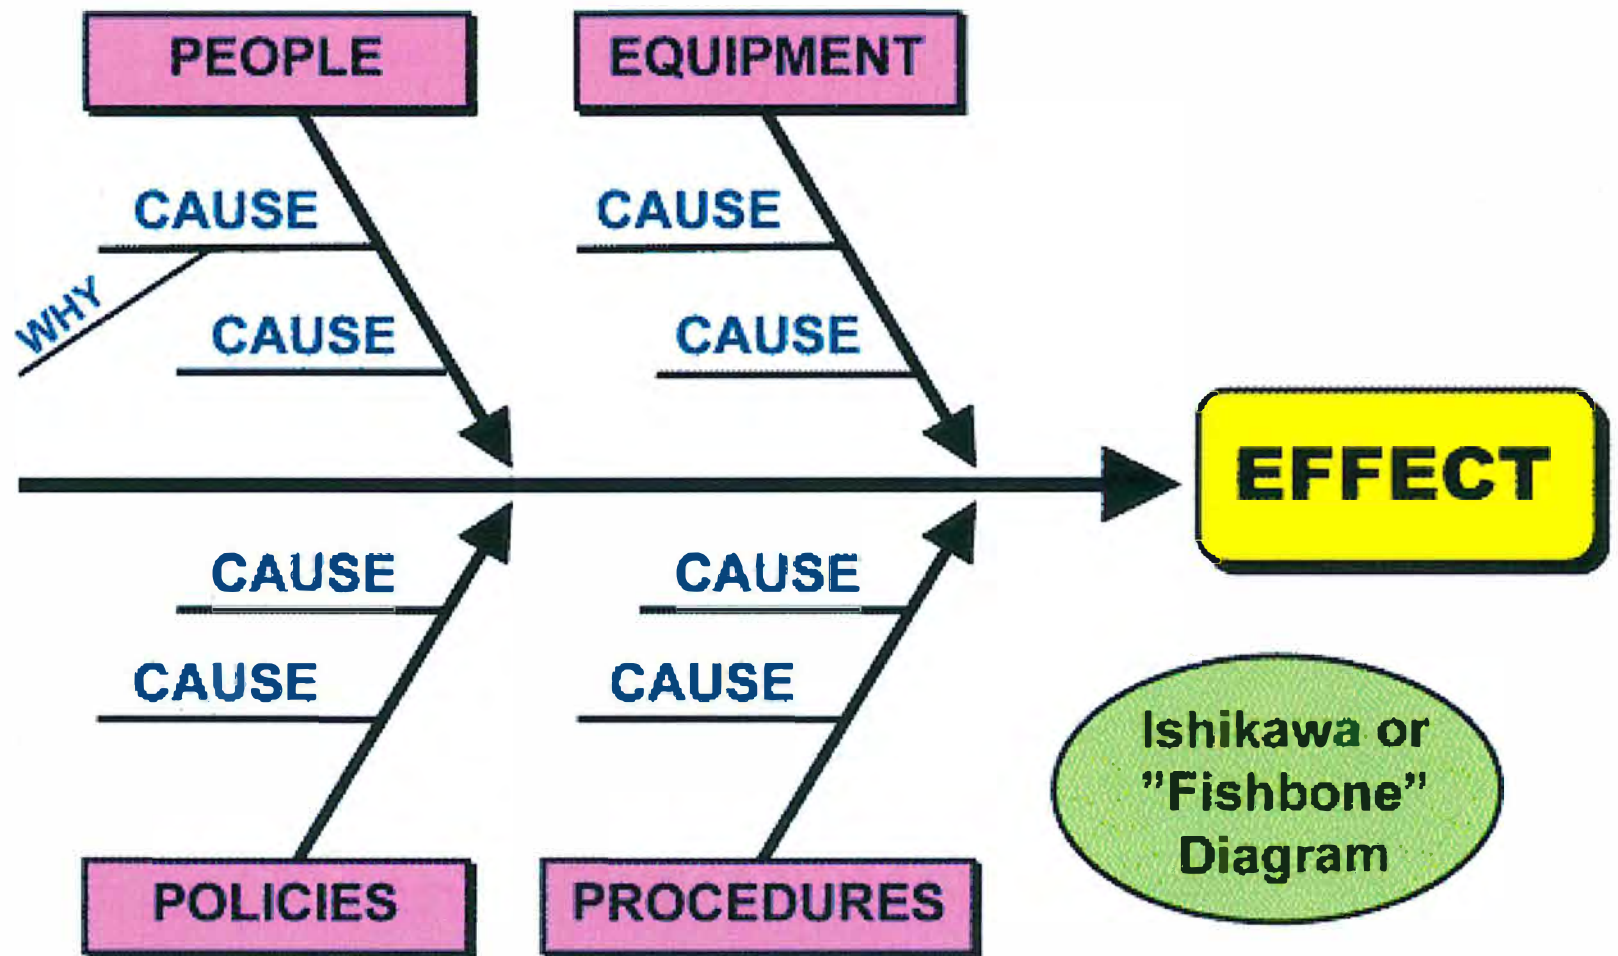 PEOPLE
EQUIPMENT
CAUSE
CAUSE
WHY
CAUSE
CAUSE
EFFECT
CAUSE
CAUSE
CAUSE
CAUSE
Ishikawa or
”Fishbone”
Diagram
POLICIES
PROCEDURES